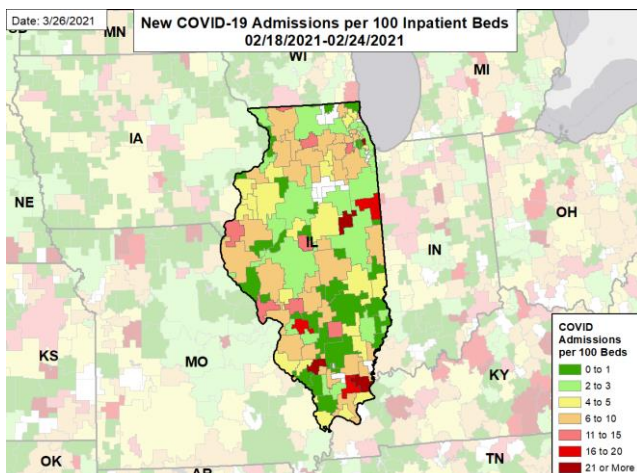 Date: 3/26/2021
New COVID-19 Admissions per 100 Inpatient Beds
02/18/2021-02/24/2021
SD
MN
WI
MI
IA
NE
IL
IN
OH
KS
MO
KY
OK
AR
TN
COVID
Admissions
per 100 Beds
0 to 1
2 to 3
4 to 5
6 to 10
11 to 15
16 to 20
21 or More